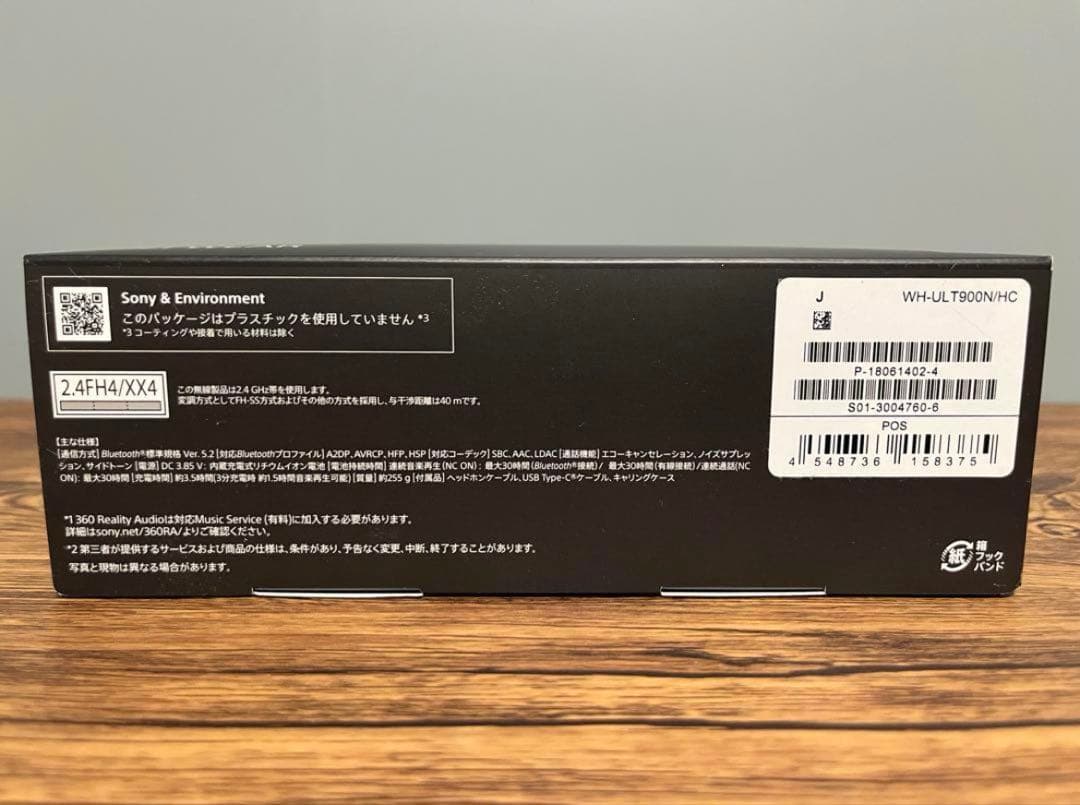 Sony & Environment
このパッケージはプラスチックを使用していません *3
*3 コーティングや接着で用いる材料は除く
2.4FH4/XX4
この無線製品は2.4 GHz帯を使用します。
変調方式としてFH-SS方式およびその他の方式を採用し、与干渉距離は40 mです。
【主な仕様】
[通信方式] Bluetooth®標準規格 Ver. 5.2 [対応Bluetoothプロファイル] A2DP, AVRCP, HFP, HSP [対応コーデック] SBC, AAC, LDAC [通話機能] エコーキャンセレーション、ノイズサプレッ
ション、サイドトーン [電源] DC 3.85 V: 内蔵充電式リチウムイオン電池 [電池持続時間] 連続音楽再生(NC ON): 最大30時間 (Bluetooth®接続) / 最大30時間(有線接続) /連続通話(NC
ON): 最大30時間 [充電時間] 約3.5時間(3分充電時 約1.5時間音楽再生可能) [質量] 約255 g [付属品] ヘッドホンケーブル、USB Type-C®ケーブル、キャリングケース
*1 360 Reality Audioは対応Music Service (有料)に加入する必要があります。
詳細はsony.net/360RA/よりご確認ください。
*2 第三者が提供するサービスおよび商品の仕様は、条件があり、予告なく変更、中断、終了することがあります。
写真と現物は異なる場合があります。
J WH-ULT900N/HC
P-18061402-4
S01-3004760-6
POS
4 548736 158375
紙
箱
フック
バンド